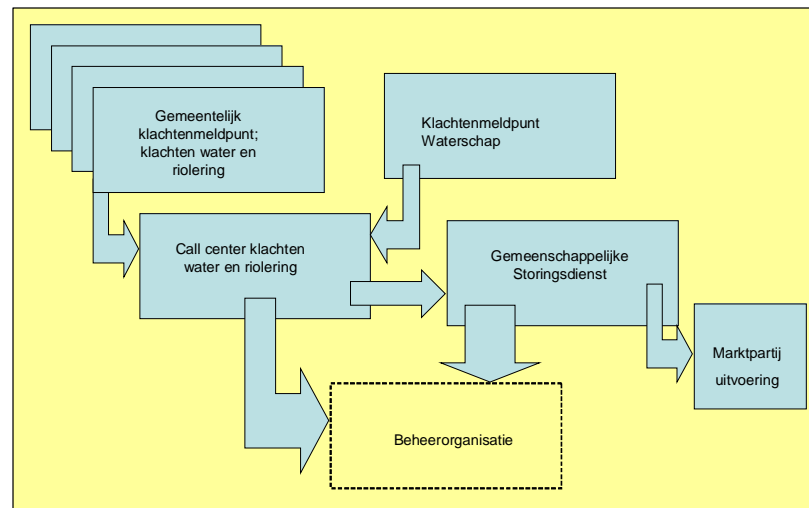 Gemeentelijk
klachtenmeldpunt;
klachten water en
riolering
Klachtenmeldpunt
Waterschap
Call center klachten
water en riolering
Gemeenschappelijke
Storingsdienst
Marktpartij
uitvoering
Beheerorganisatie